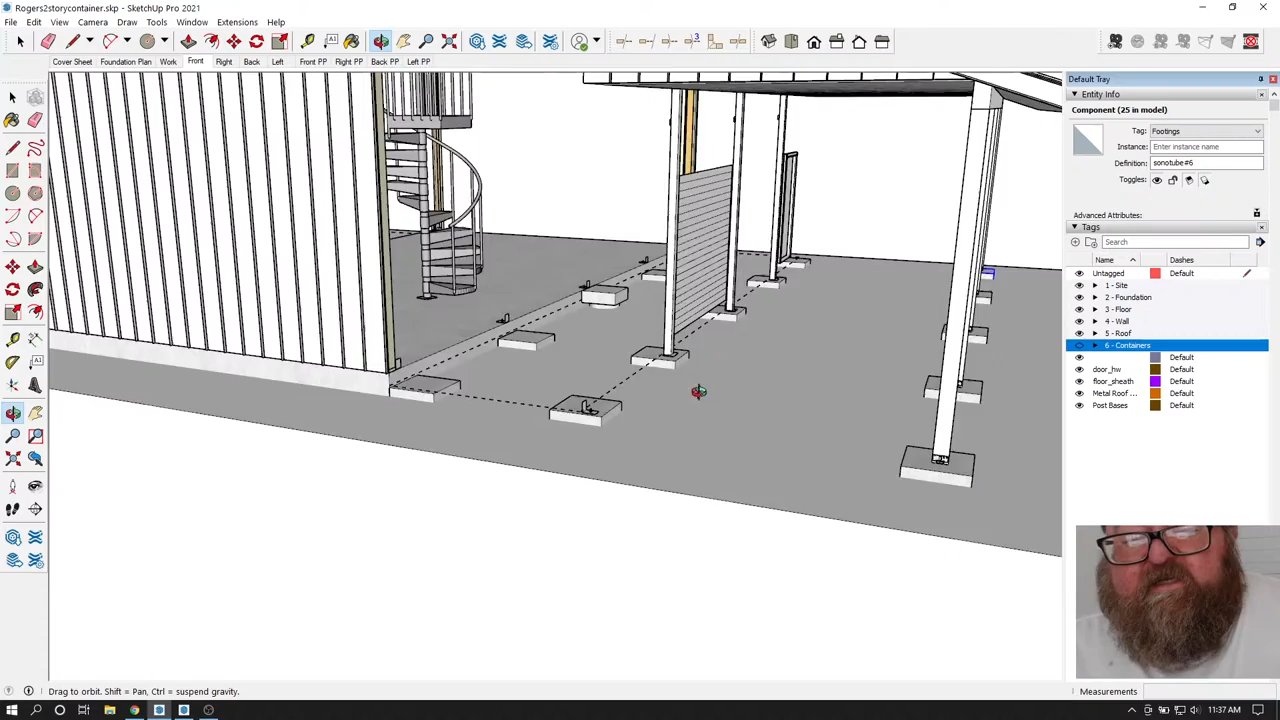 Rogers2storycontainer.skp - SketchUp Pro 2021
File Edit View Camera Draw Tools Window Extensions Help
Cover Sheet Foundation Plan Work Front Right Back Left Front PP Right PP Back PP Left PP
Default Tray
Entity Info
Component (25 in model)
Tag: Footings
Instance: Enter instance name
Definition: sonotube#6
Toggles:
Advanced Attributes:
Tags
Search
Name Dashes
Untagged Default
1 - Site
2 - Foundation
3 - Floor
4 - Wall
5 - Roof
6 - Containers
Default
door_hw Default
floor_sheath Default
Metal Roof ... Default
Post Bases Default
Drag to orbit. Shift = Pan, Ctrl = suspend gravity.
Measurements
11:37 AM